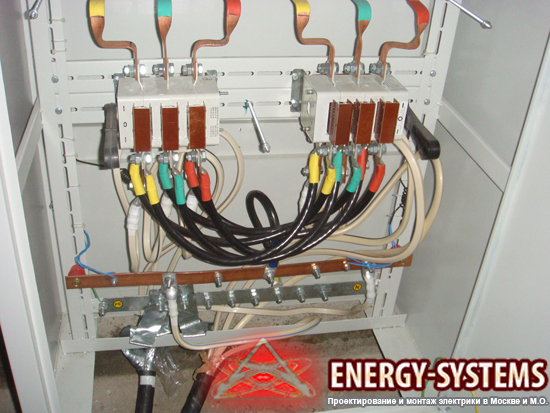 ENERGY-SYSTEMS
Проектирование и монтаж электрики в Москве и М.О.